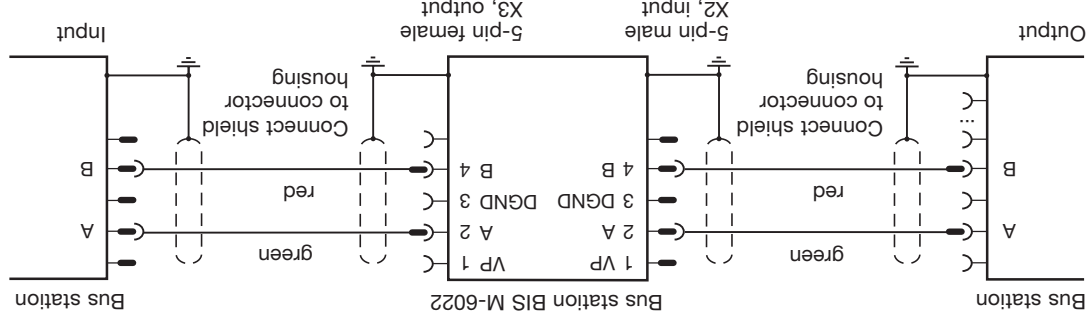 Bus station
Bus station BIS M-6022
Bus station
green
1 VP
VP 1
green
A
2 A
A 2
A
red
3 DGND
DGND 3
red
B
4 B
B 4
B
...
Connect shield
to connector
housing
Connect shield
to connector
housing
Output
5-pin male
X2, input
5-pin female
X3, output
Input